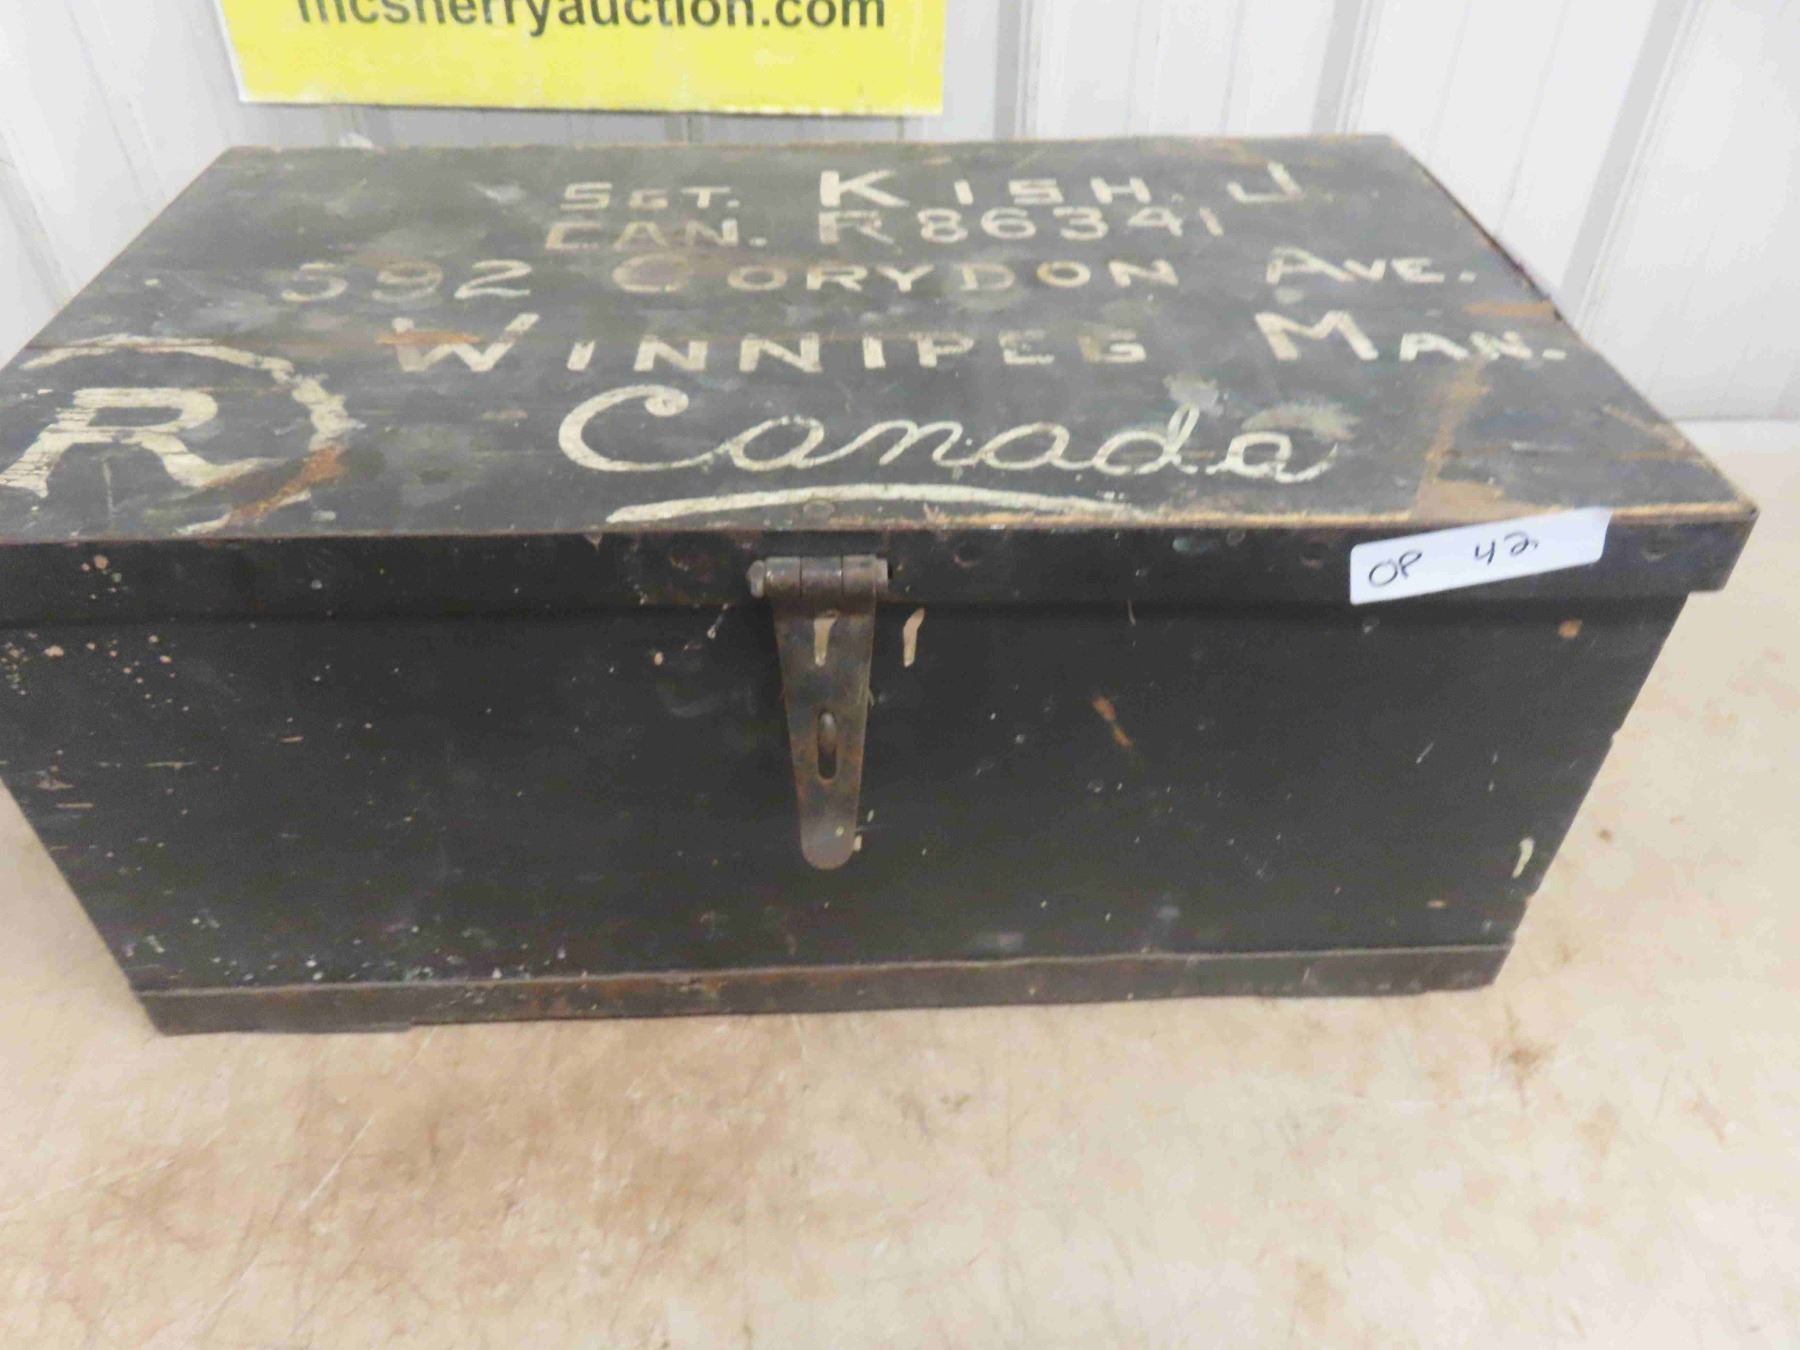 mcsherryauction.com
SGT. KISH. J.
CAN. R86341
592 CORYDON AVE.
WINNIPEG MAN.
R
Canada
OP 42